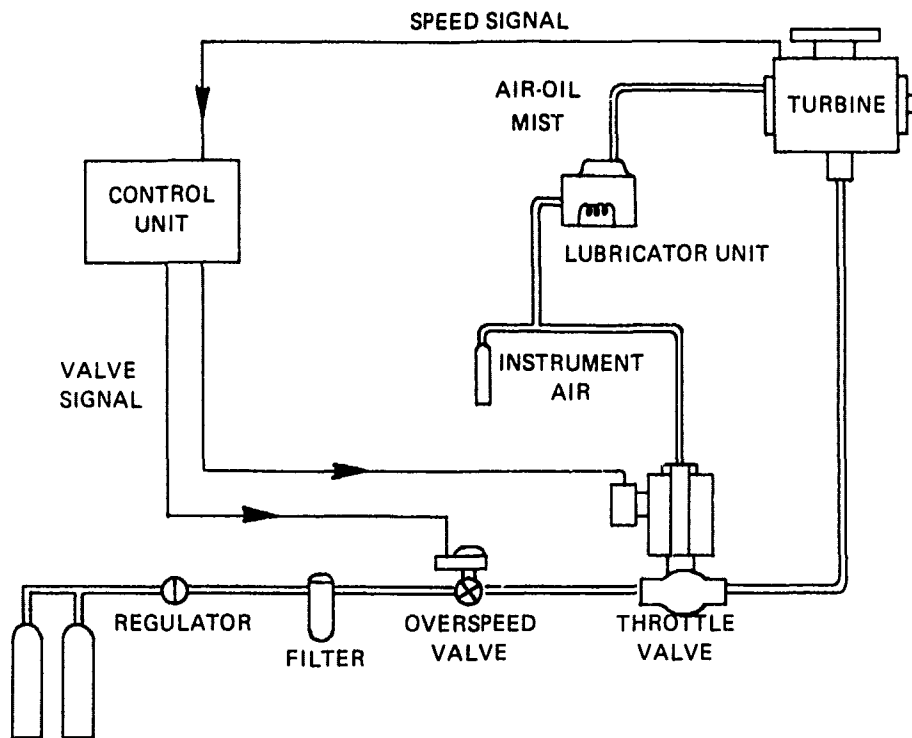 SPEED SIGNAL
AIR-OIL
MIST
TURBINE
CONTROL
UNIT
LUBRICATOR UNIT
VALVE
SIGNAL
INSTRUMENT
AIR
REGULATOR
FILTER
OVERSPEED
VALVE
THROTTLE
VALVE